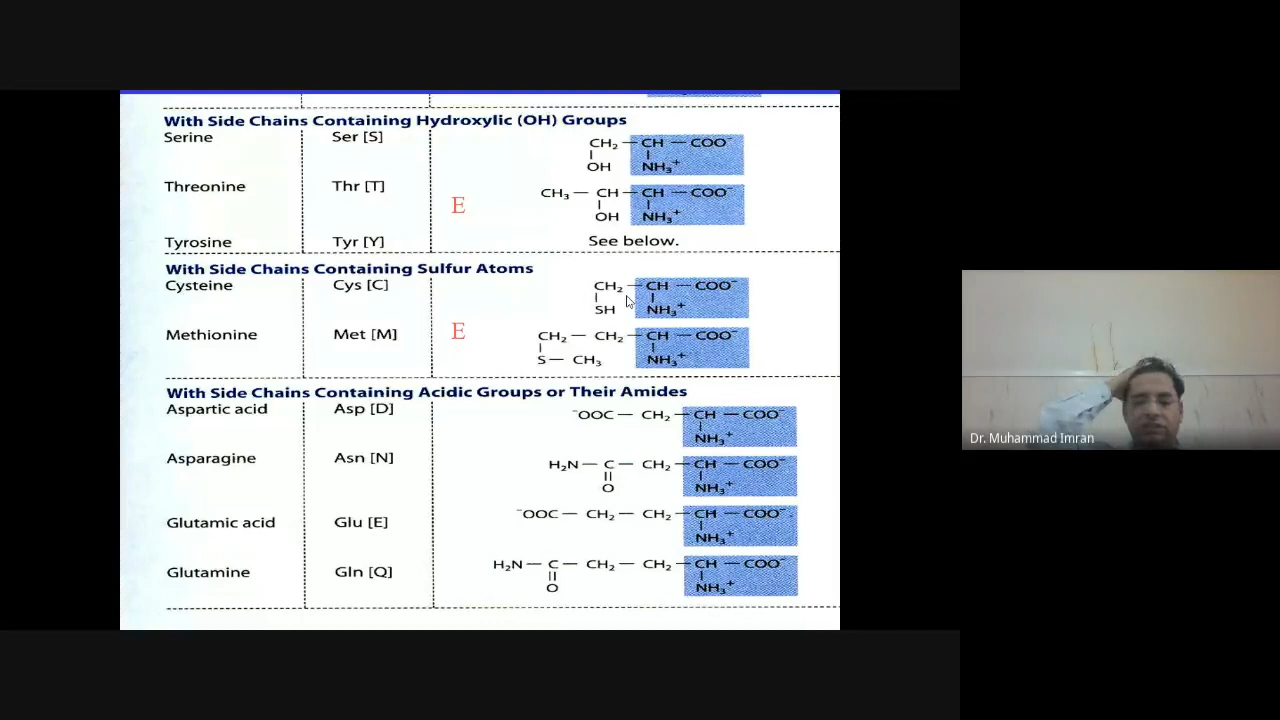 With Side Chains Containing Hydroxylic (OH) Groups
Serine Ser [S] CH₂ — CH — COO⁻
OH NH₃⁺
Threonine Thr [T] CH₃ — CH — CH — COO⁻
E
OH NH₃⁺
Tyrosine Tyr [Y] See below.
With Side Chains Containing Sulfur Atoms
Cysteine Cys [C] CH₂ — CH — COO⁻
SH NH₃⁺
Methionine Met [M] E CH₂ — CH₂ — CH — COO⁻
S — CH₃ NH₃⁺
With Side Chains Containing Acidic Groups or Their Amides
Aspartic acid Asp [D] ⁻OOC — CH₂ — CH — COO⁻
NH₃⁺
Asparagine Asn [N] H₂N — C — CH₂ — CH — COO⁻
O NH₃⁺
Glutamic acid Glu [E] ⁻OOC — CH₂ — CH₂ — CH — COO⁻
NH₃⁺
Glutamine Gln [Q] H₂N — C — CH₂ — CH₂ — CH — COO⁻
O NH₃⁺
Dr. Muhammad Imran